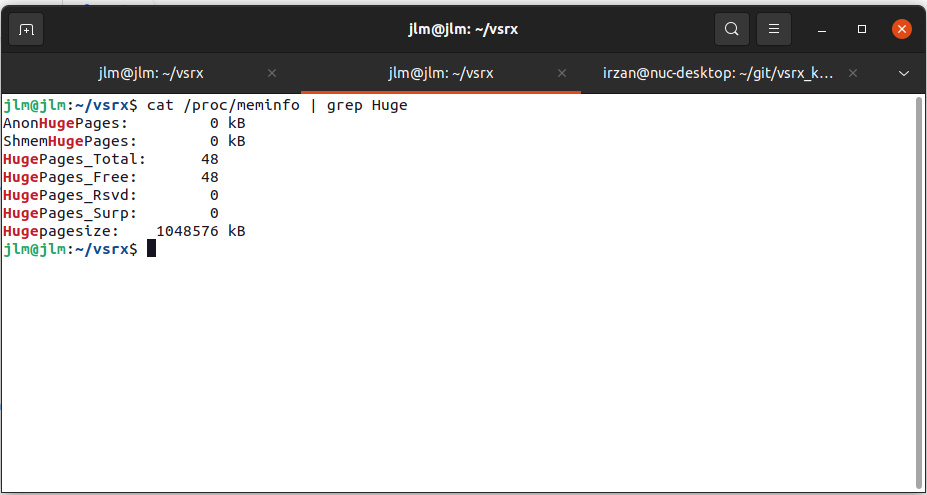 jlm@jlm: ~/vsrx
jlm@jlm: ~/vsrx
jlm@jlm: ~/vsrx
irzan@nuc-desktop: ~/git/vsrx_k...
jlm@jlm:~/vsrx$ cat /proc/meminfo | grep Huge
AnonHugePages:         0 kB
ShmemHugePages:        0 kB
HugePages_Total:      48
HugePages_Free:       48
HugePages_Rsvd:        0
HugePages_Surp:        0
Hugepagesize:    1048576 kB
jlm@jlm:~/vsrx$